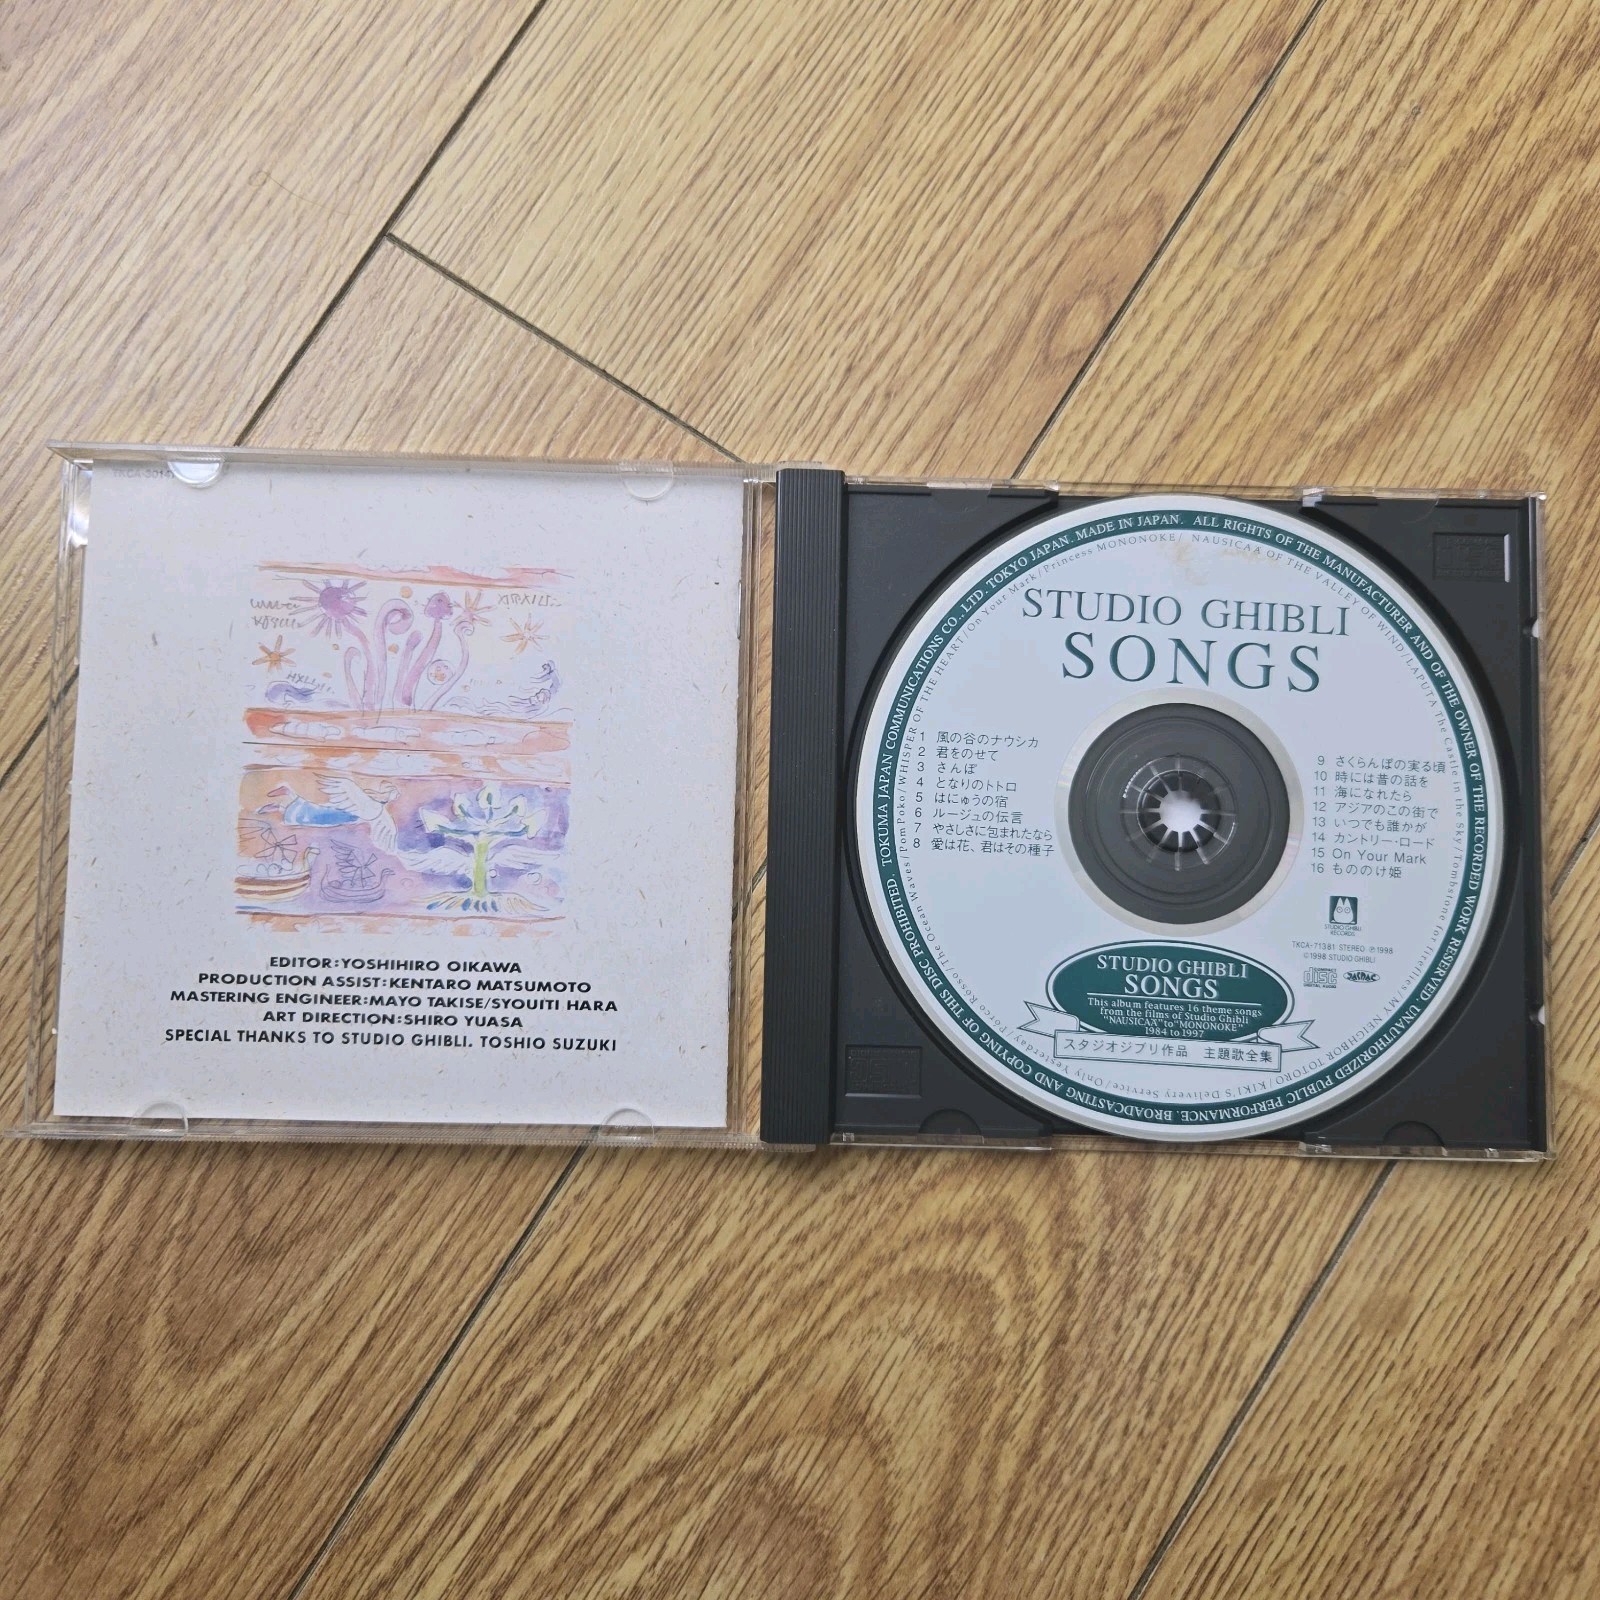 EDITOR:YOSHIHIRO OIKAWA
PRODUCTION ASSIST:KENTARO MATSUMOTO
MASTERING ENGINEER:MAYO TAKISE/SYOUITI HARA
ART DIRECTION:SHIRO YUASA
SPECIAL THANKS TO STUDIO GHIBLI. TOSHIO SUZUKI
TOKUMA JAPAN COMMUNICATIONS CO., LTD. TOKYO JAPAN. MADE IN JAPAN. ALL RIGHTS OF THE MANUFACTURER AND OF THE OWNER OF THE RECORDED WORK RESERVED. UNAUTHORIZED PUBLIC PERFORMANCE. BROADCASTING AND COPYING OF THIS DISC PROHIBITED.
NAUSICAÄ OF THE VALLEY OF WIND/LAPUTA The Castle in the Sky/Tombstone for fireflies/MY NEIGHBOR TOTORO/KIKI'S Delivery Service/Only Yesterday/Porco Rosso/The Ocean Waves/Pom Poko/WHISPER OF THE HEART/On Your Mark/Princess MONONOKE/
STUDIO GHIBLI
SONGS
1 風の谷のナウシカ
2 君をのせて
3 さんぽ
4 となりのトトロ
5 はにゅうの宿
6 ルージュの伝言
7 やさしさに包まれたなら
8 愛は花、君はその種子
9 さくらんぼの実る頃
10 時には昔の話を
11 海になれたら
12 アジアのこの街で
13 いつでも誰かが
14 カントリー・ロード
15 On Your Mark
16 もののけ姫
STUDIO GHIBLI
RECORDS
TKCA-71381 STEREO ℗1998
©1998 STUDIO GHIBLI
COMPACT
disc
DIGITAL AUDIO
JASRAC
STUDIO GHIBLI
SONGS
This album features 16 theme songs
from the films of Studio Ghibli
"NAUSICAÄ" to "MONONOKE"
1984 to 1997
スタジオジブリ作品 主題歌全集